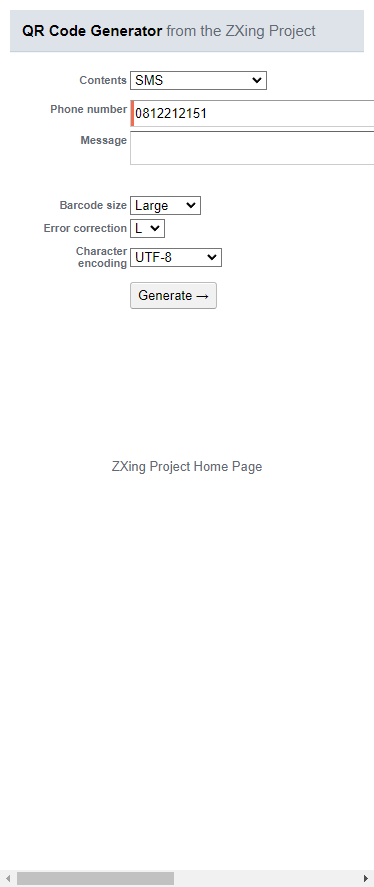 QR Code Generator from the ZXing Project
Contents SMS
Phone number 0812212151
Message
Barcode size Large
Error correction L
Character
encoding UTF-8
Generate →
ZXing Project Home Page